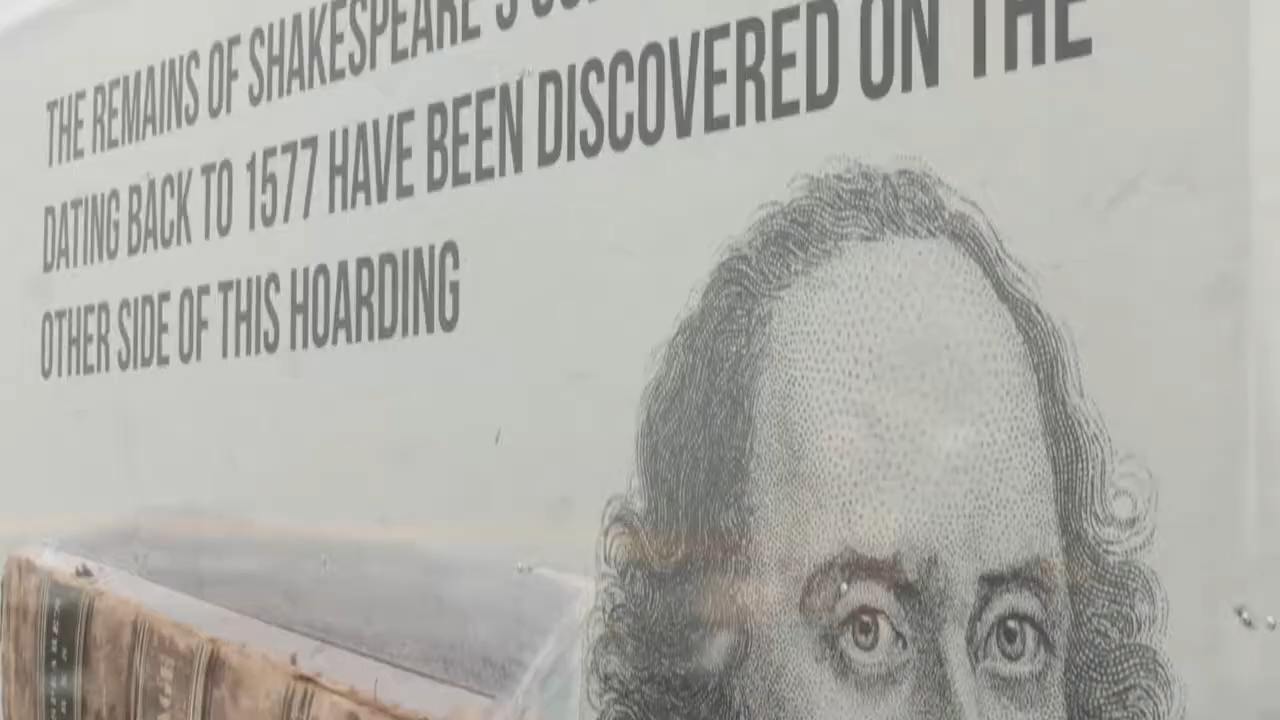 THE REMAINS OF SHAKESPEARE'S
DATING BACK TO 1577 HAVE BEEN DISCOVERED ON THE
OTHER SIDE OF THIS HOARDING